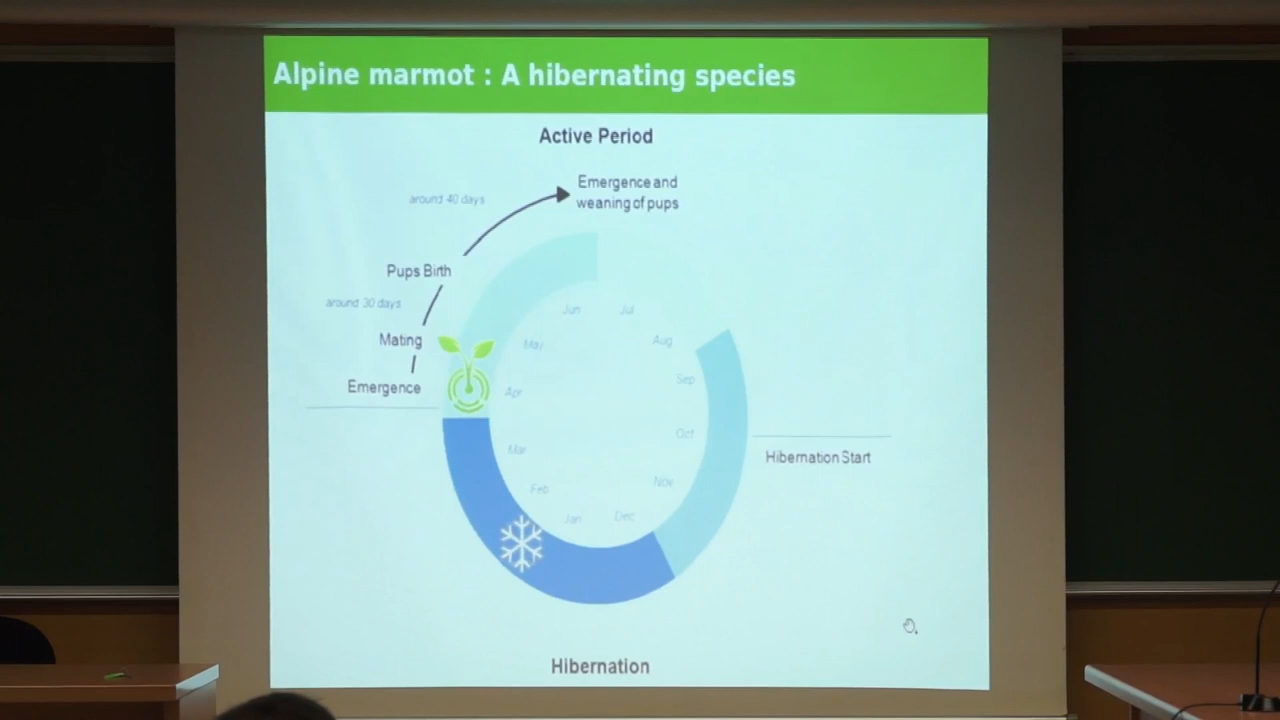 Alpine marmot : A hibernating species
Active Period
Emergence and
weaning of pups
around 40 days
Pups Birth
around 30 days
Mating
Emergence
Jun
Jul
May
Aug
Apr
Sep
Mar
Oct
Feb
Nov
Jan
Dec
Hibernation Start
Hibernation